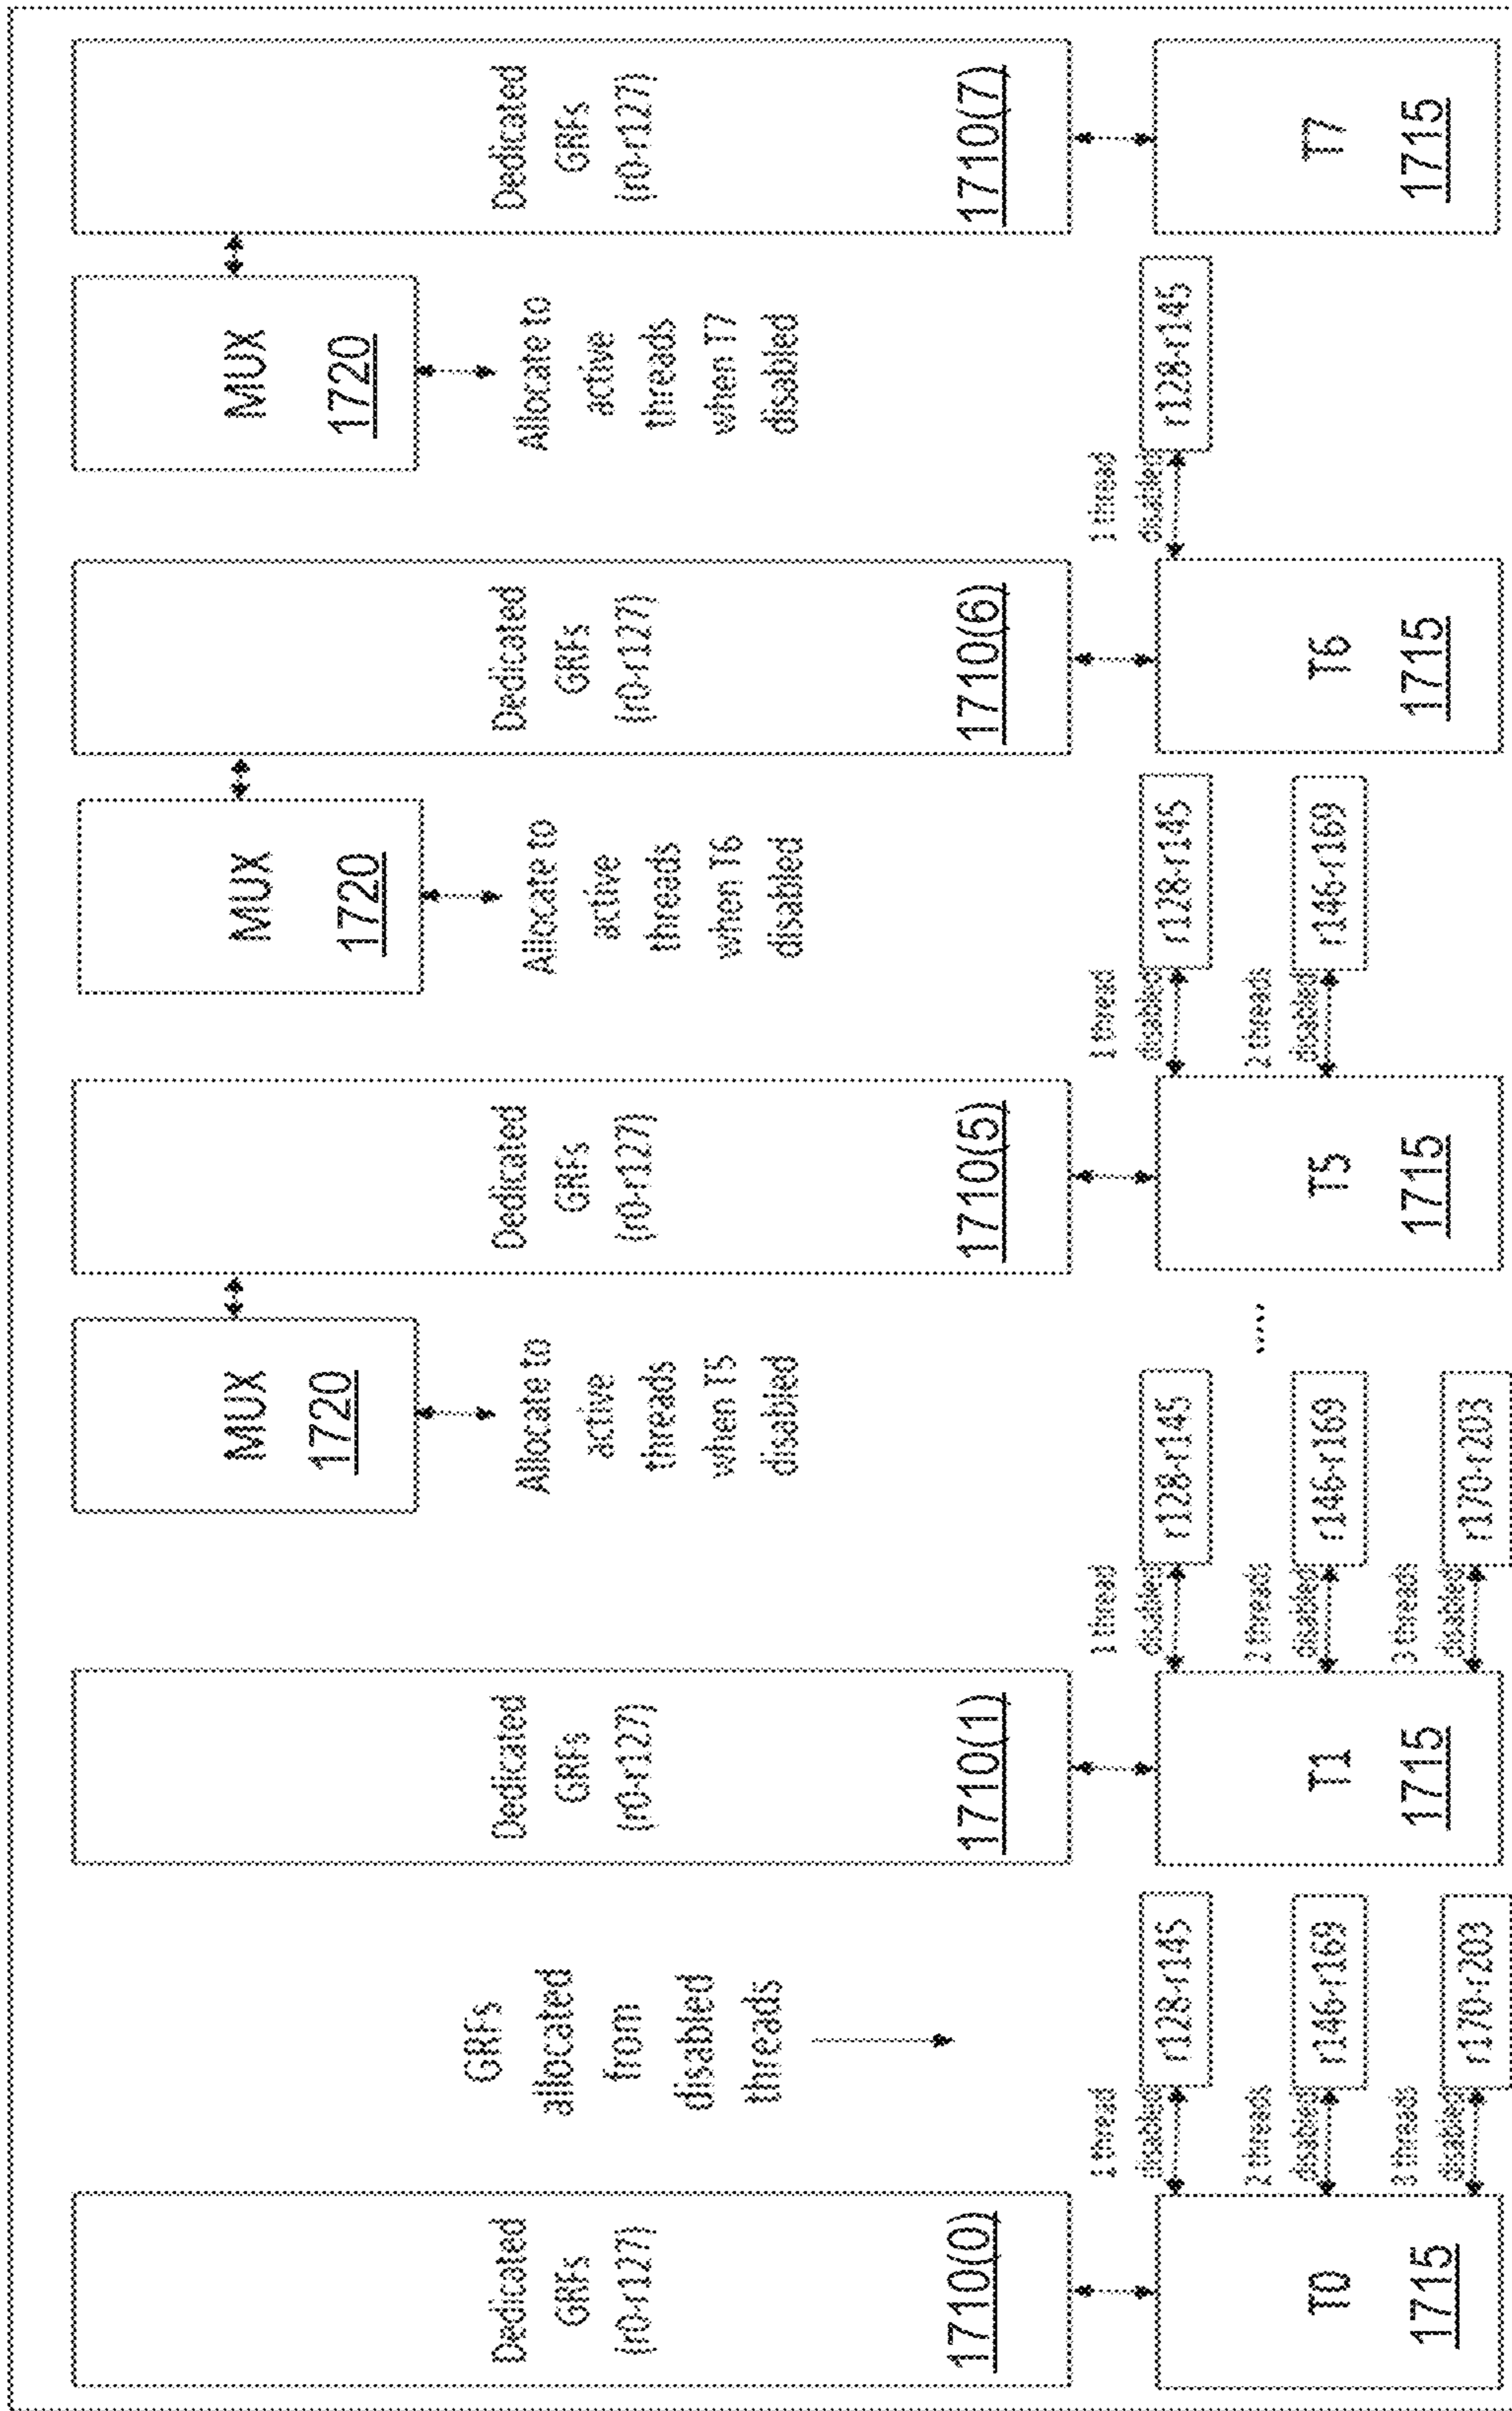 Dedicated
GRFs
(r0-r127)
1710(0)
T0
1715
GRFs
allocated
from
disabled
threads
1 thread
disabled
r128-r145
2 threads
disabled
r146-r169
3 threads
disabled
r170-r203
Dedicated
GRFs
(r0-r127)
1710(1)
T1
1715
1 thread
disabled
r128-r145
2 threads
disabled
r146-r169
3 threads
disabled
r170-r203
....
MUX
1720
Allocate to
active
threads
when T5
disabled
Dedicated
GRFs
(r0-r127)
1710(5)
T5
1715
1 thread
disabled
r128-r145
2 threads
disabled
r146-r169
MUX
1720
Allocate to
active
threads
when T6
disabled
Dedicated
GRFs
(r0-r127)
1710(6)
T6
1715
1 thread
disabled
r128-r145
MUX
1720
Allocate to
active
threads
when T7
disabled
Dedicated
GRFs
(r0-r127)
1710(7)
T7
1715